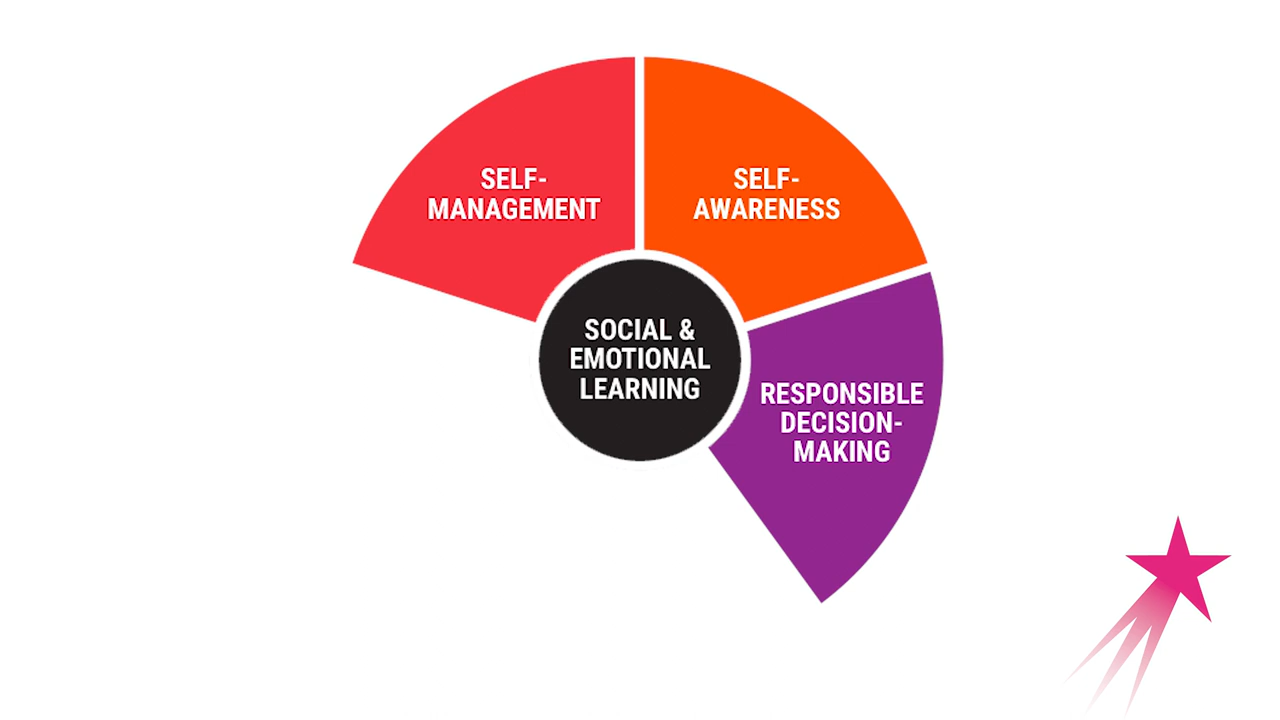 SELF-
MANAGEMENT
SELF-
AWARENESS
SOCIAL &
EMOTIONAL
LEARNING
RESPONSIBLE
DECISION-
MAKING